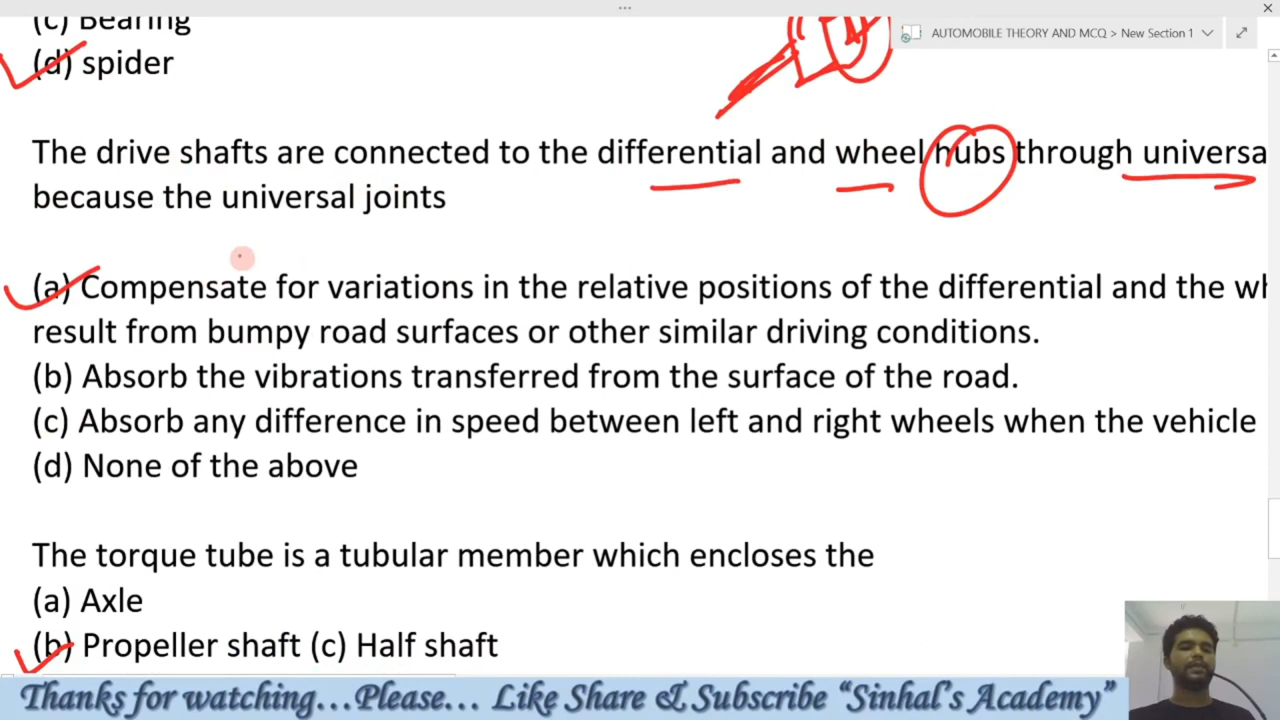 (c) Bearing
AUTOMOBILE THEORY AND MCQ > New Section 1
(d) spider
The drive shafts are connected to the differential and wheel hubs through universa
because the universal joints
(a) Compensate for variations in the relative positions of the differential and the wh
result from bumpy road surfaces or other similar driving conditions.
(b) Absorb the vibrations transferred from the surface of the road.
(c) Absorb any difference in speed between left and right wheels when the vehicle
(d) None of the above
The torque tube is a tubular member which encloses the
(a) Axle
(b) Propeller shaft (c) Half shaft
Thanks for watching...Please... Like Share & Subscribe “Sinhal's Academy”